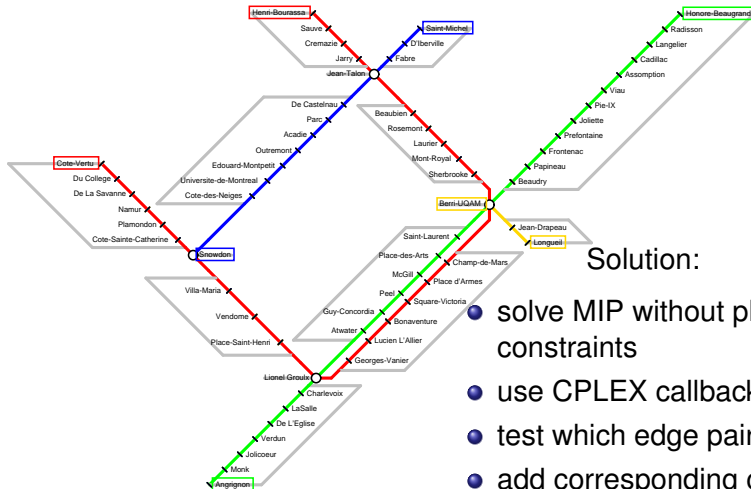 Henri-Bourassa
Sauve
Cremazie
Jarry
Jean-Talon
Saint-Michel
D'Iberville
Fabre
Honore-Beaugrand
Radisson
Langelier
Cadillac
Assomption
Viau
Pie-IX
Joliette
Prefontaine
Frontenac
Papineau
Beaudry
De Castelnau
Parc
Acadie
Outremont
Edouard-Montpetit
Universite-de-Montreal
Cote-des-Neiges
Beaubien
Rosemont
Laurier
Mont-Royal
Sherbrooke
Berri-UQAM
Cote-Vertu
Du College
De La Savanne
Namur
Plamondon
Cote-Sainte-Catherine
Snowdon
Jean-Drapeau
Longueil
Saint-Laurent
Place-des-Arts
McGill
Peel
Guy-Concordia
Atwater
Champ-de-Mars
Place d'Armes
Square-Victoria
Bonaventure
Lucien L'Allier
Georges-Vanier
Villa-Maria
Vendome
Place-Saint-Henri
Lionel Groulx
Charlevoix
LaSalle
De L'Eglise
Verdun
Jolicoeur
Monk
Angrignon
Solution:
solve MIP without
constraints
use CPLEX callback
test which edge
add corresponding